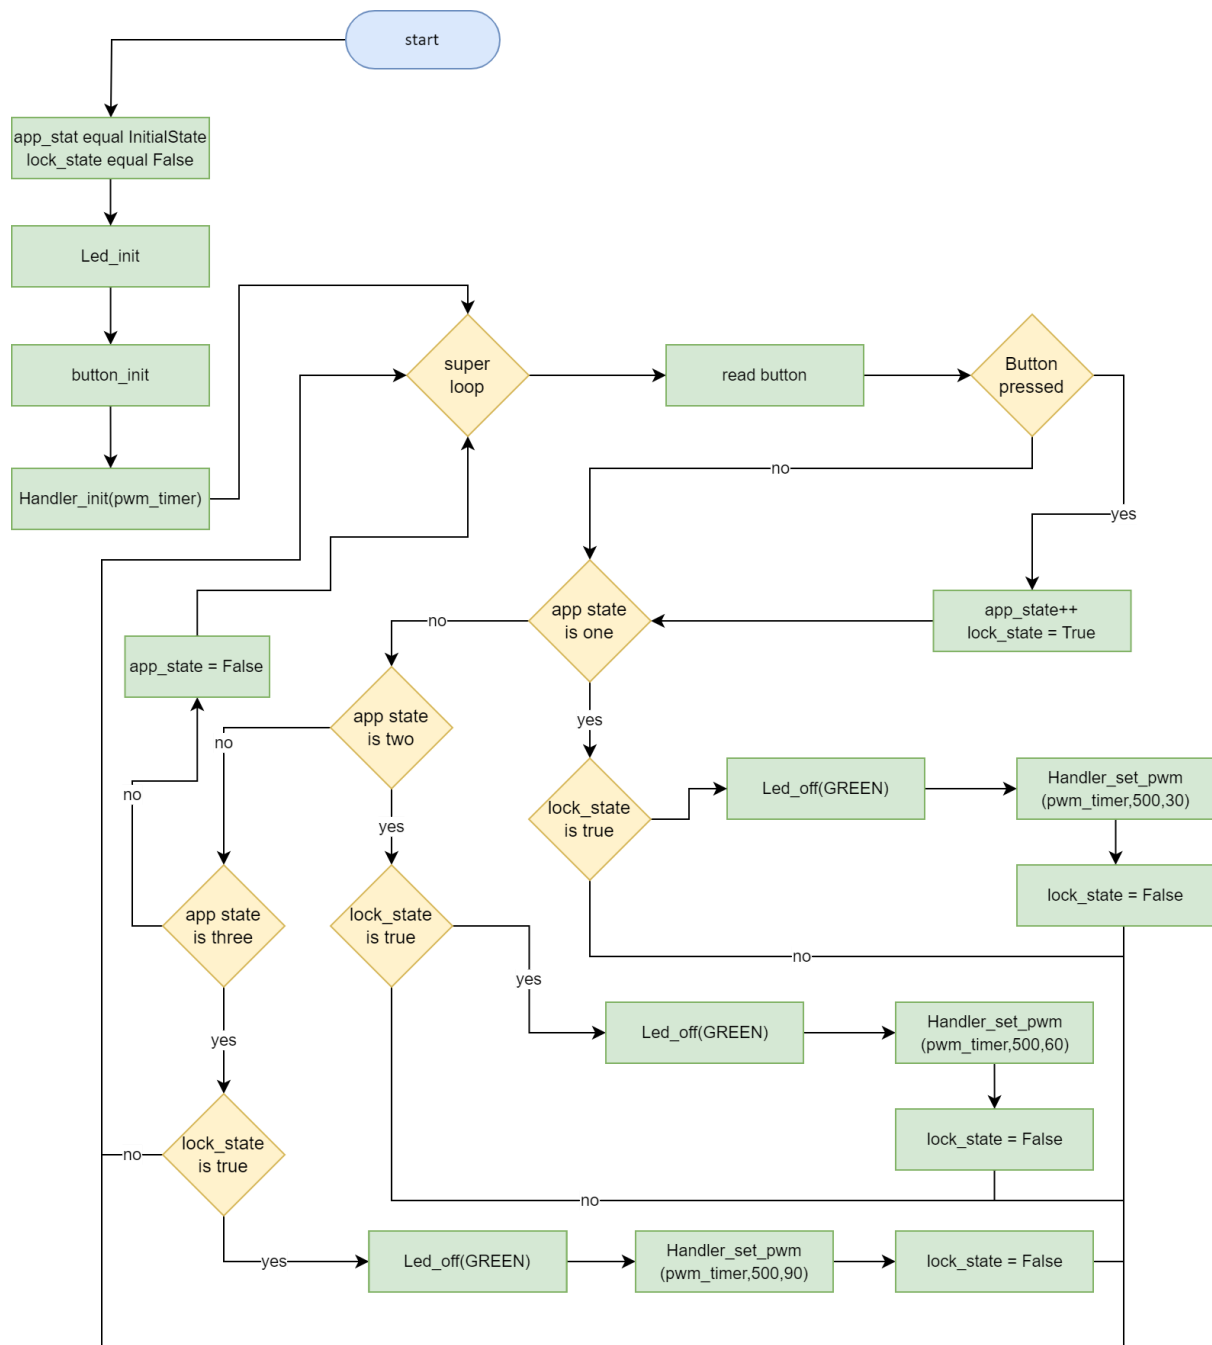 start
app_stat equal InitialState
lock_state equal False
Led_init
button_init
Handler_init(pwm_timer)
super
loop
read button
Button
pressed
no
yes
app_state++
lock_state = True
app state
is one
no
yes
app_state = False
app state
is two
no
yes
lock_state
is true
Led_off(GREEN)
Handler_set_pwm
(pwm_timer,500,30)
lock_state = False
no
no
app state
is three
yes
lock_state
is true
yes
Led_off(GREEN)
Handler_set_pwm
(pwm_timer,500,60)
lock_state = False
no
lock_state
is true
no
yes
Led_off(GREEN)
Handler_set_pwm
(pwm_timer,500,90)
lock_state = False